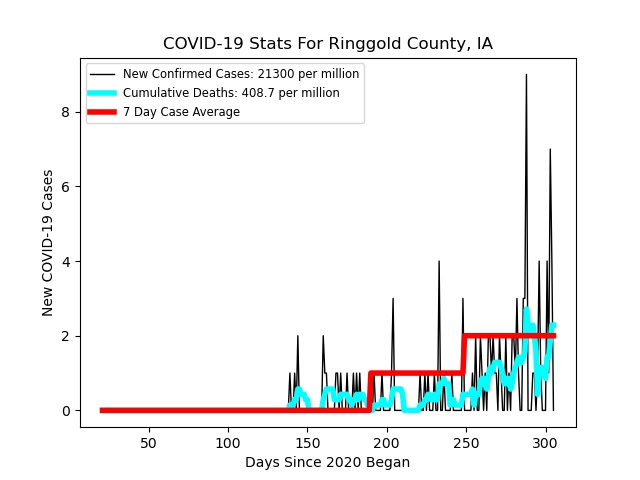 COVID-19 Stats For Ringgold County, IA
New Confirmed Cases: 21300 per million
Cumulative Deaths: 408.7 per million
7 Day Case Average
New COVID-19 Cases
8
6
4
2
0
50 100 150 200 250 300
Days Since 2020 Began